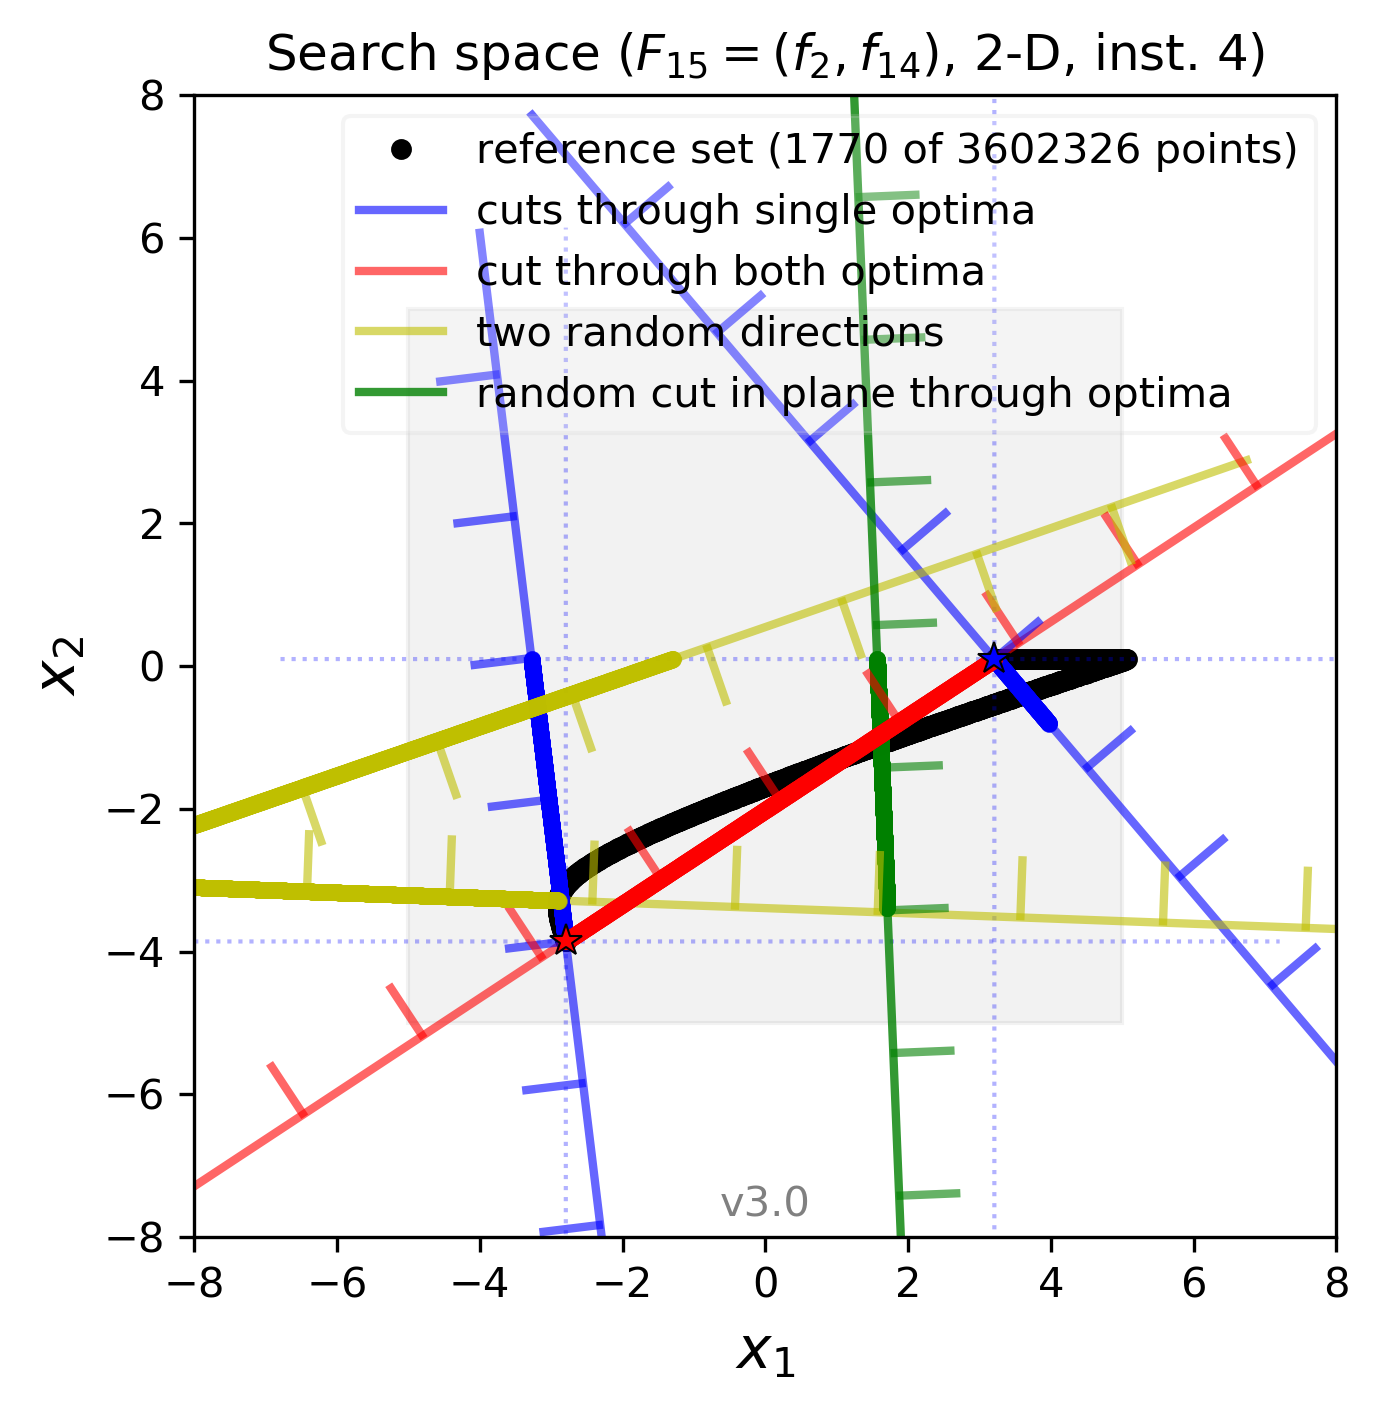 Search space (F₁₅ = (f₂, f₁₄), 2-D, inst. 4)
8
6
4
2
0
−2
−4
−6
−8
x₂
reference set (1770 of 3602326 points)
cuts through single optima
cut through both optima
two random directions
random cut in plane through optima
v3.0
−8 −6 −4 −2 0 2 4 6 8
x₁